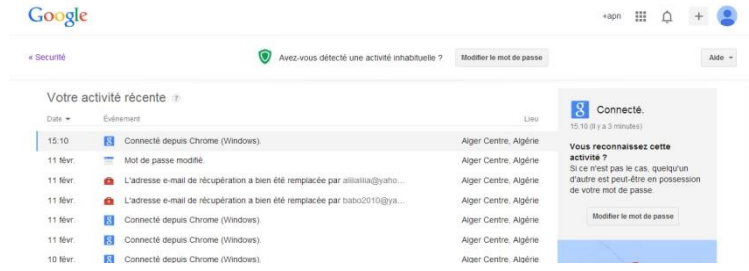 Google
+apn
« Securité
Avez-vous détecté une activité inhabituelle ?
Modifier le mot de passe
Aide
Votre activité récente ?
Date
Événement
Lieu
15:10 Connecté depuis Chrome (Windows). Alger Centre, Algérie
11 févr. Mot de passe modifié. Alger Centre, Algérie
11 févr. L'adresse e-mail de récupération a bien été remplacée par @yaho... Alger Centre, Algérie
11 févr. L'adresse e-mail de récupération a bien été remplacée par babo2010@ya... Alger Centre, Algérie
11 févr. Connecté depuis Chrome (Windows). Alger Centre, Algérie
11 févr. Connecté depuis Chrome (Windows). Alger Centre, Algérie
10 févr. Connecté depuis Chrome (Windows). Alger Centre, Algérie
8 Connecté.
15:10 (Il y a 3 minutes)
Vous reconnaissez cette
activité ?
Si ce n'est pas le cas, quelqu'un
d'autre est peut-être en possession
de votre mot de passe.
Modifier le mot de passe